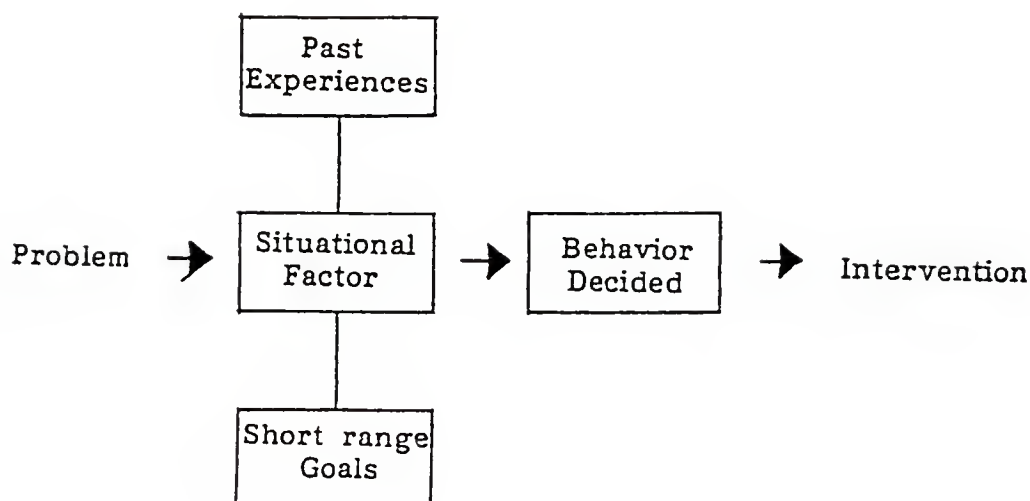 Past
Experiences
Problem
Situational
Factor
Behavior
Decided
Intervention
Short range
Goals